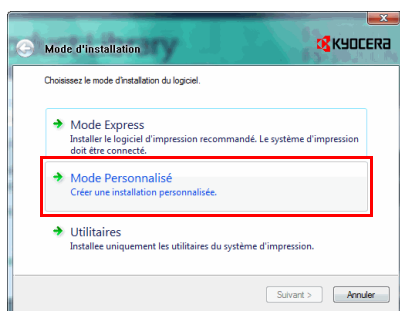 Mode d'installation
KYOCERA
Choisissez le mode d'installation du logiciel.
Mode Express
Installer le logiciel d'impression recommandé. Le système d'impression
doit être connecté.
Mode Personnalisé
Créer une installation personnalisée.
Utilitaires
Installee uniquement les utilitaires du système d'impression.
Suivant >
Annuler